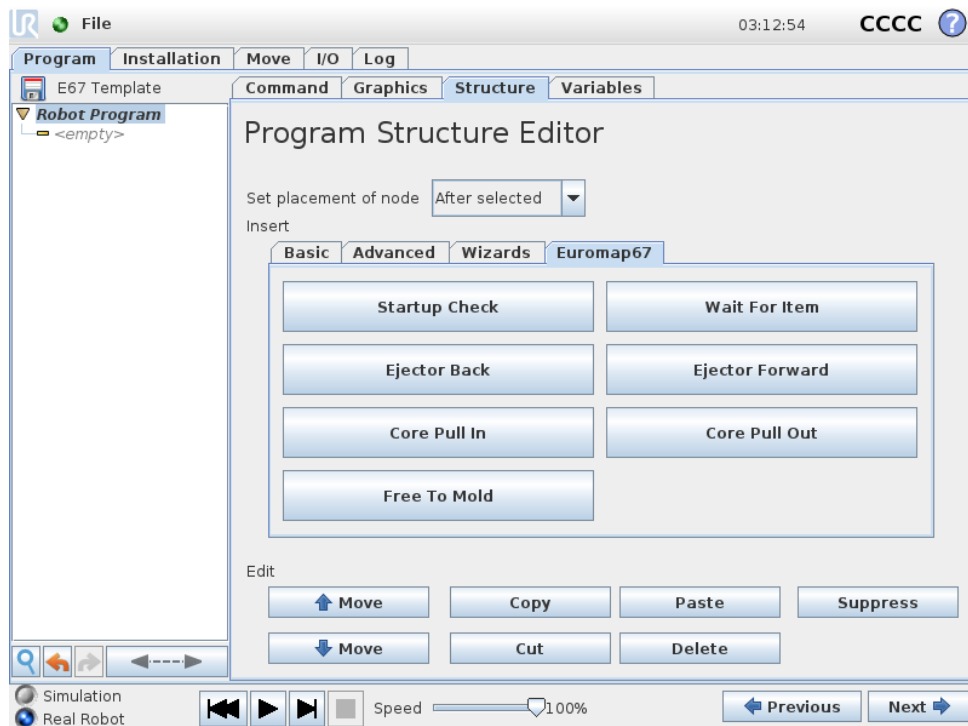 UR File 03:12:54 CCCC ?
Program Installation Move I/O Log
E67 Template Command Graphics Structure Variables
Robot Program
<empty>
Program Structure Editor
Set placement of node After selected
Insert
Basic Advanced Wizards Euromap67
Startup Check Wait For Item
Ejector Back Ejector Forward
Core Pull In Core Pull Out
Free To Mold
Edit
Move Copy Paste Suppress
Move Cut Delete
Simulation
Real Robot
Speed 100%
Previous Next